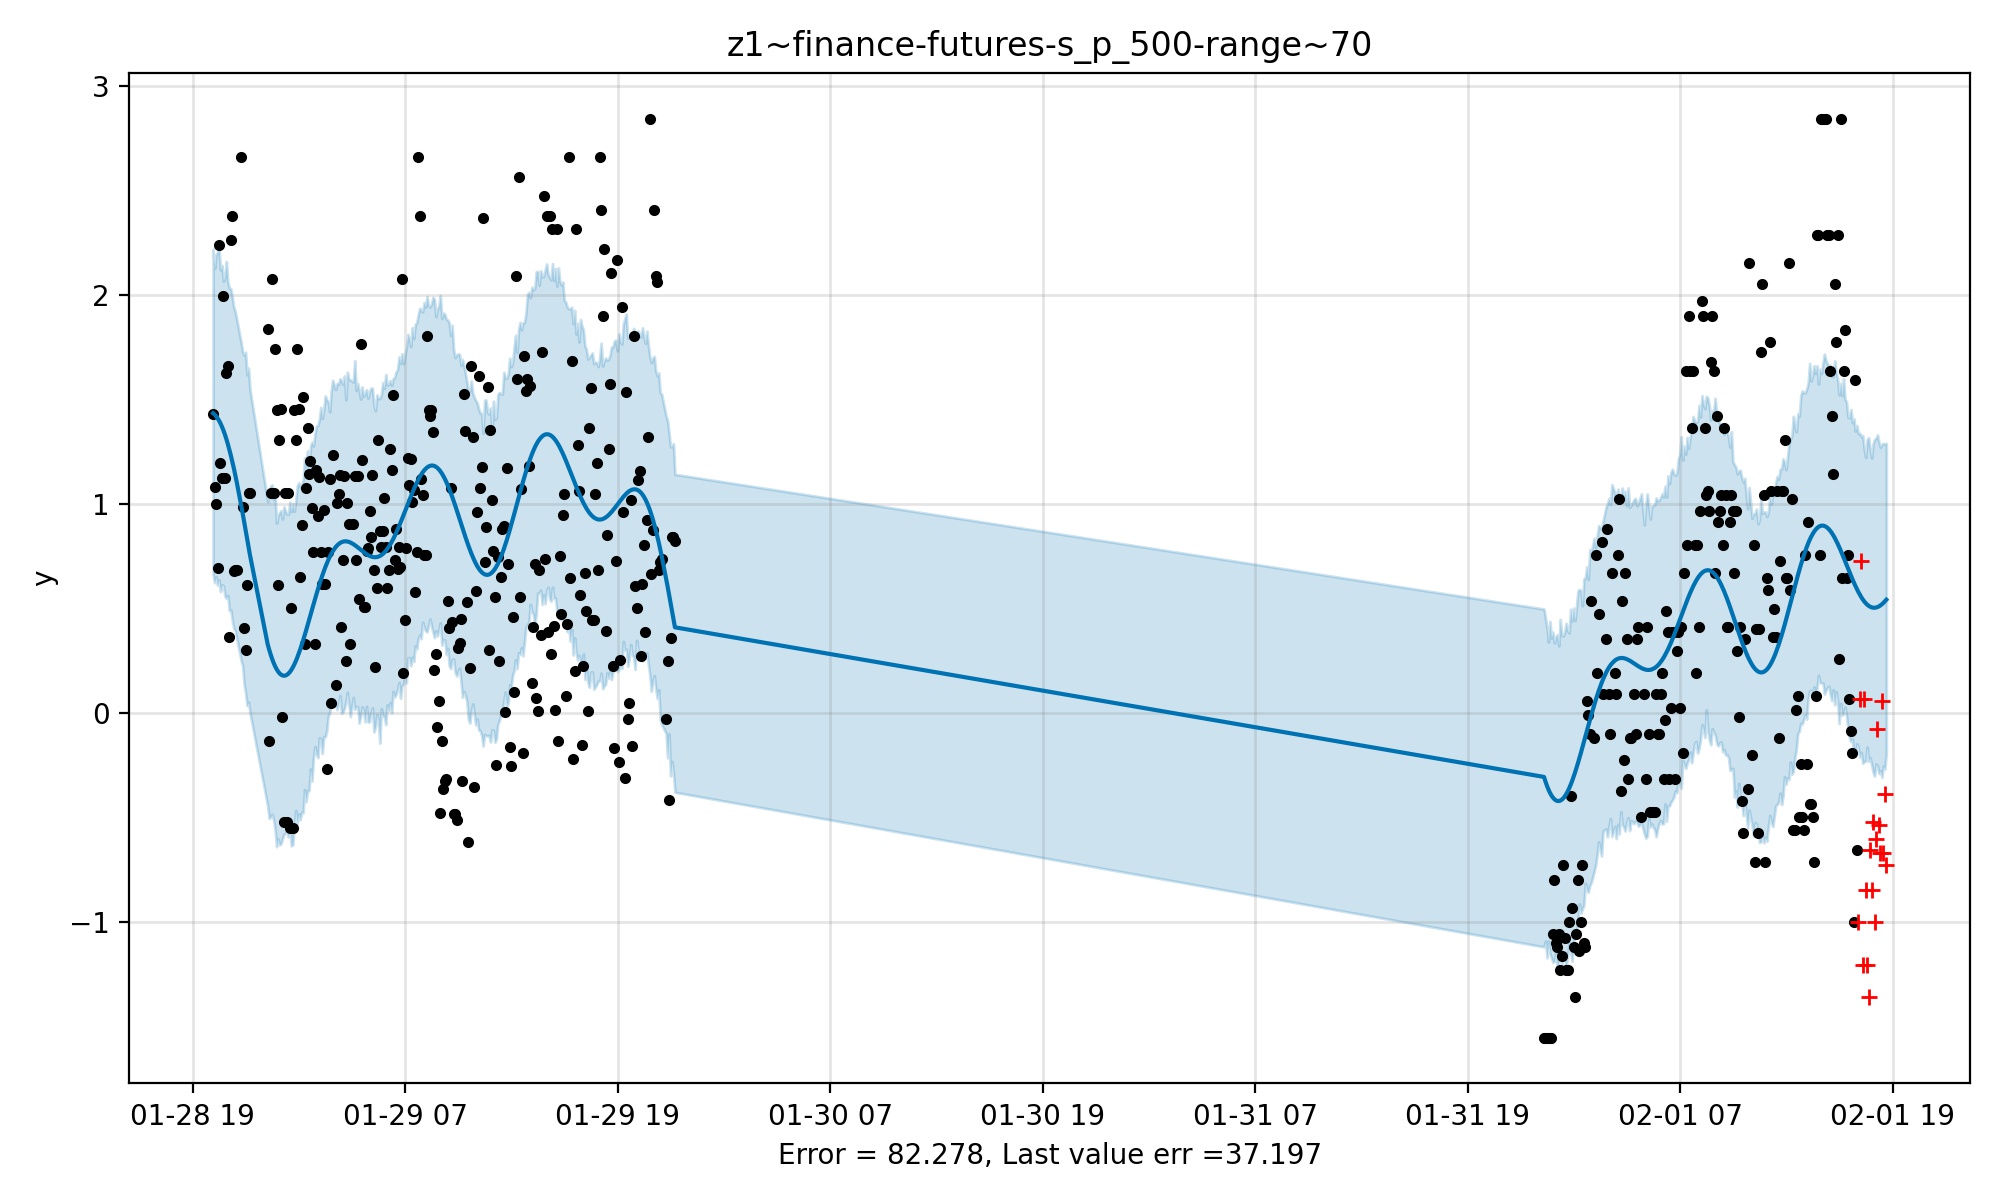 z1~finance-futures-s_p_500-range~70
3
2
1
0
−1
y
01-28 19 01-29 07 01-29 19 01-30 07 01-30 19 01-31 07 01-31 19 02-01 07 02-01 19
Error = 82.278, Last value err =37.197